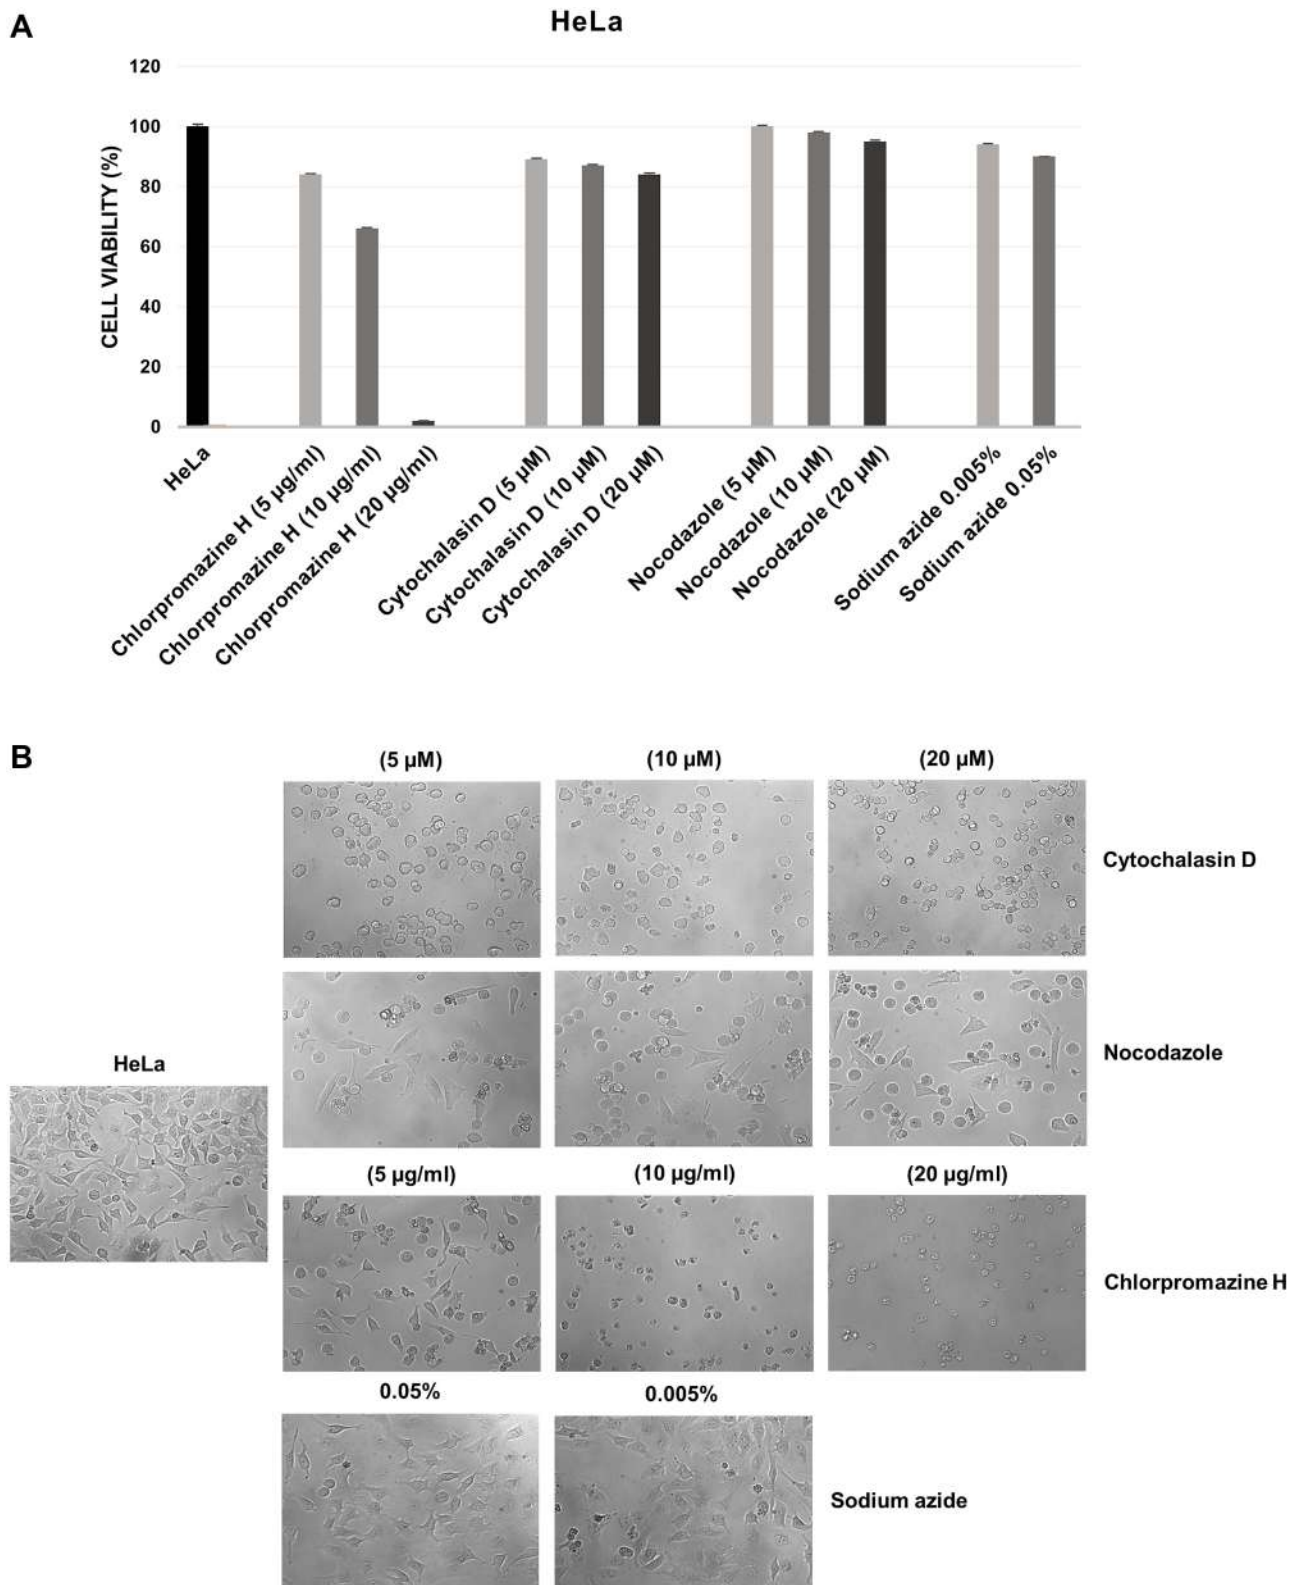 A
HeLa
120
100
80
60
40
20
0
CELL VIABILITY (%)
HeLa
Chlorpromazine H (5 µg/ml)
Chlorpromazine H (10 µg/ml)
Chlorpromazine H (20 µg/ml)
Cytochalasin D (5 µM)
Cytochalasin D (10 µM)
Cytochalasin D (20 µM)
Nocodazole (5 µM)
Nocodazole (10 µM)
Nocodazole (20 µM)
Sodium azide 0.005%
Sodium azide 0.05%
B
(5 µM) (10 µM) (20 µM)
Cytochalasin D
Nocodazole
HeLa
(5 µg/ml) (10 µg/ml) (20 µg/ml)
Chlorpromazine H
0.05% 0.005%
Sodium azide